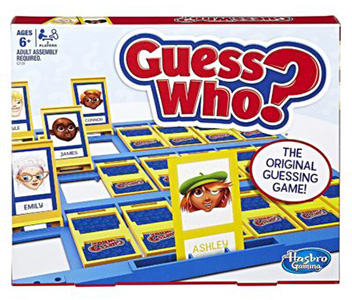 AGES
6+
2
PLAYERS
ADULT ASSEMBLY
REQUIRED.
Guess
Who?
THE
ORIGINAL
GUESSING
GAME!
CONNOR
JAMES
EMILY
ASHLEY
Hasbro
Gaming